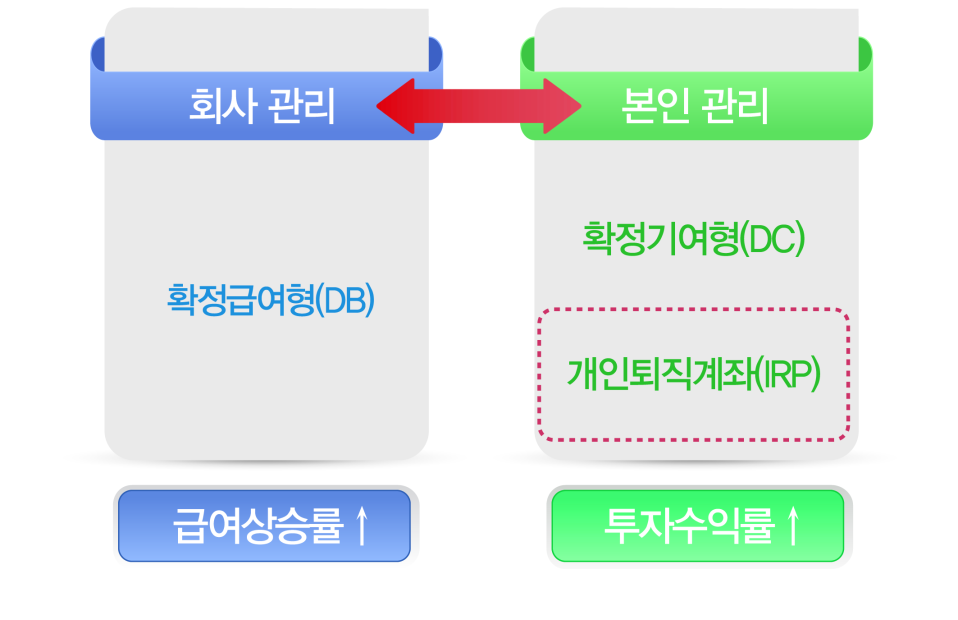 회사 관리
본인 관리
확정급여형(DB)
확정기여형(DC)
개인퇴직계좌(IRP)
급여상승률 ↑
투자수익률 ↑